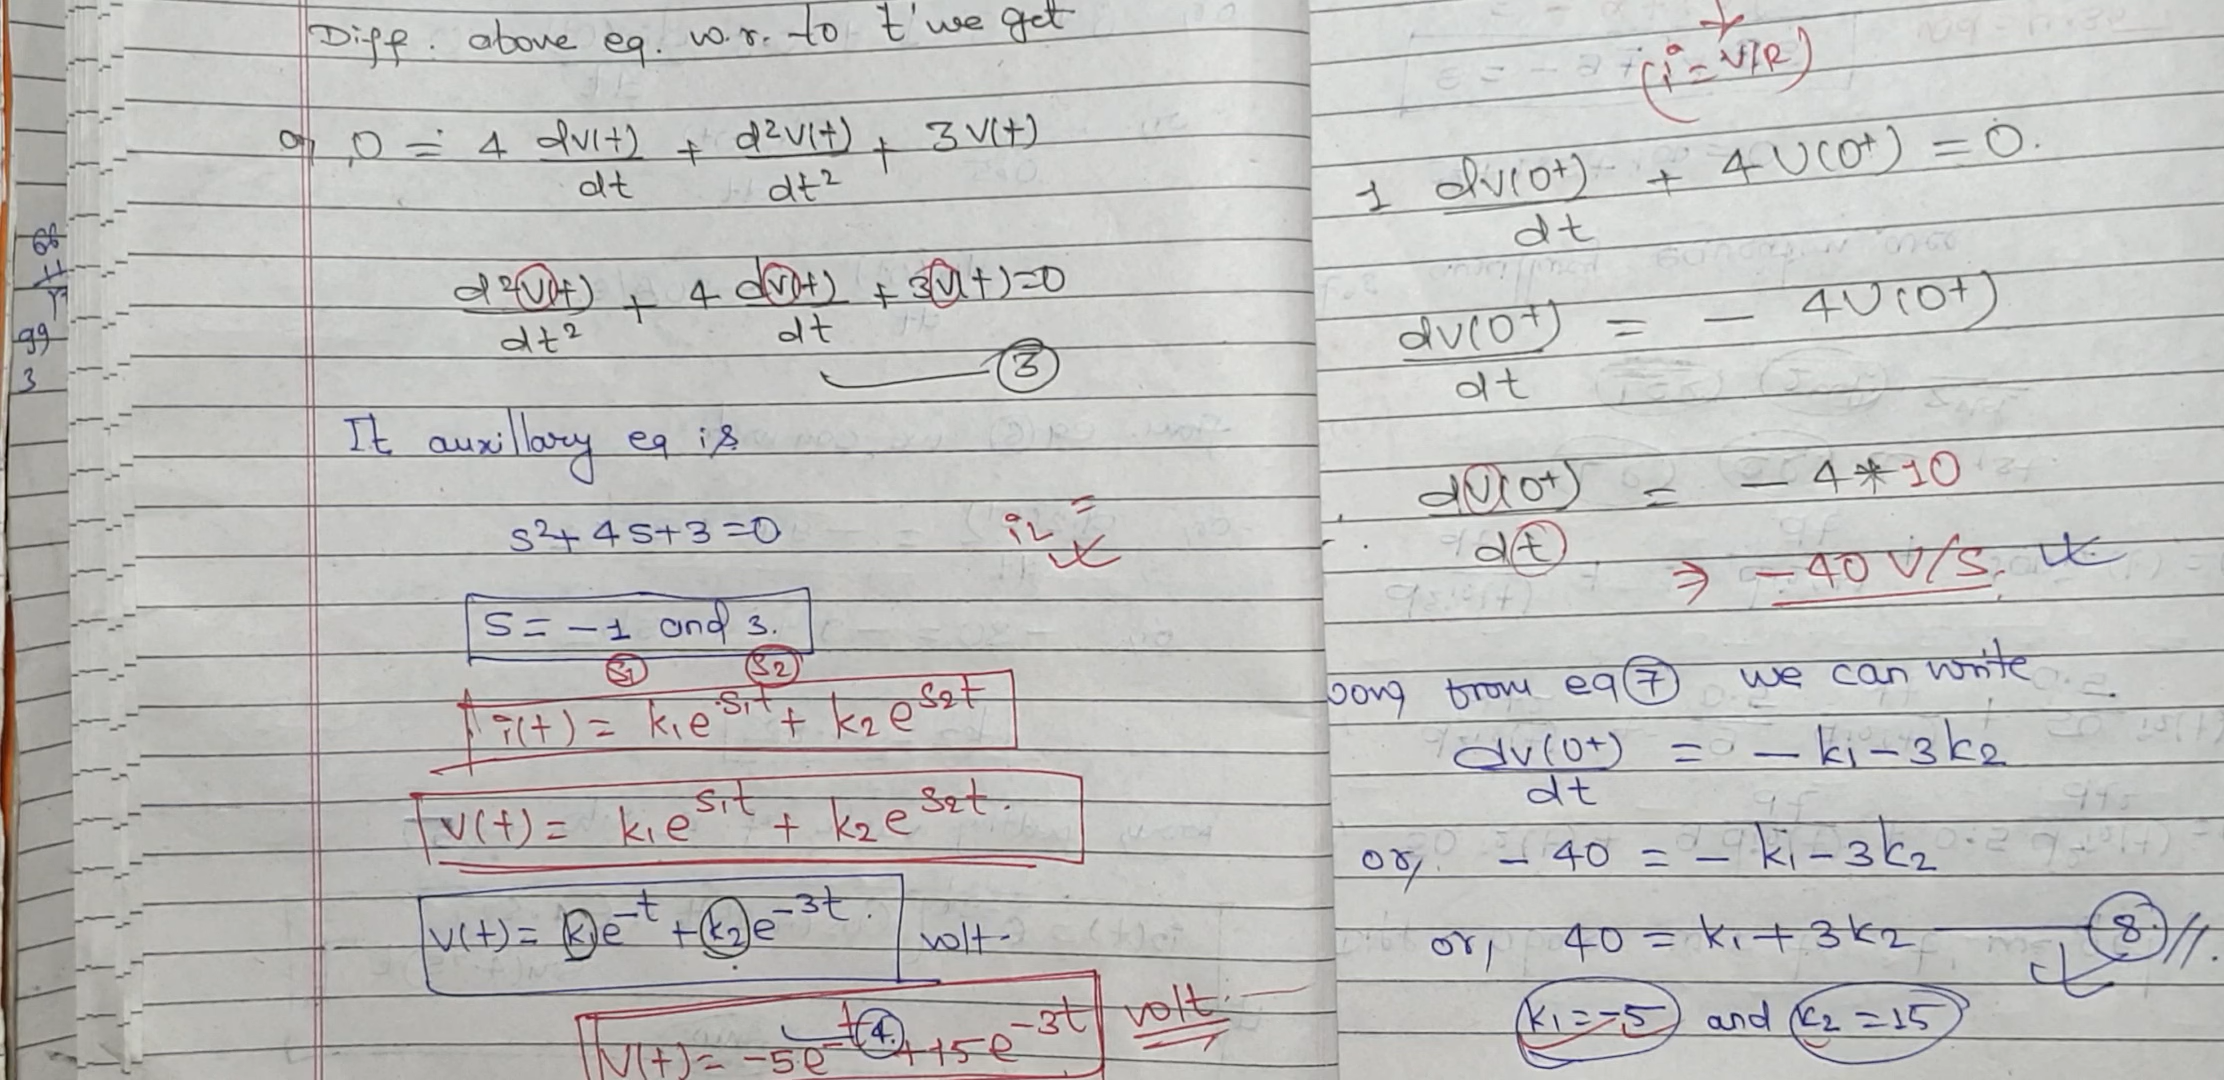 Diff. above eq. w.r. to t' we get
or, 0 = 4 dv(t)/dt + d²v(t)/dt² + 3v(t)
d²v(t)/dt² + 4 dv(t)/dt + 3v(t)=0
③
It auxillary eq is
s²+4s+3=0
i2 =
s = -1 and 3.
S1 S2
i(t) = k1e^s1t + k2e^s2t
v(t) = k1e^s1t + k2e^s2t.
v(t) = k1e^-t + k2e^-3t. volt-
④
v(t) = -5e^-t + 15e^-3t volt.
66
11
99
3
(i = V/R)
1 dv(0+)/dt + 4v(0+) = 0.
dv(0+)/dt = - 4v(0+)
dv(0+)/dt = - 4*10
⇒ -40 V/S.
from eq ⑦ we can write
dv(0+)/dt = -k1-3k2
or, -40 = -k1-3k2
or, 40 = k1+3k2 ⑧//.
k1=-5 and k2=15